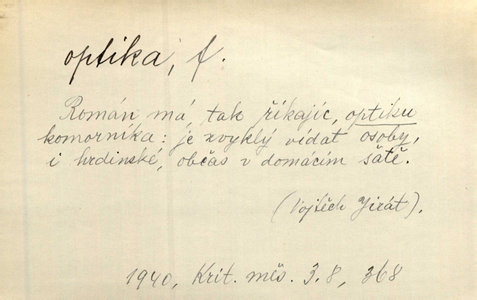 optika, f.
Román má, tak říkajíc, optiku
komorníka: je zvyklý vídat osoby,
i hrdinské, občas v domácím šatě.
(Vojtěch Jirát).
1940, Krit. měs. 3.8, 368